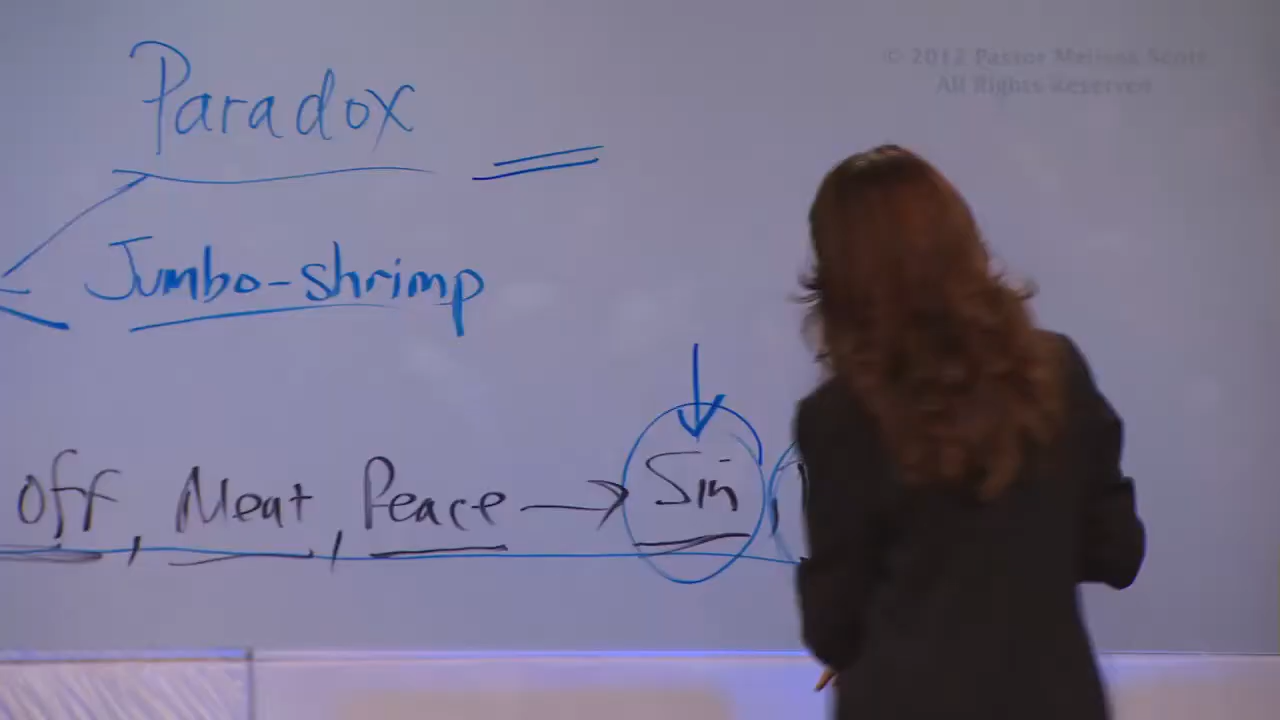 © 2012 Pastor Melissa Scott
All Rights Reserved
Paradox
Jumbo-shrimp
Off, Meat, Peace → Sin